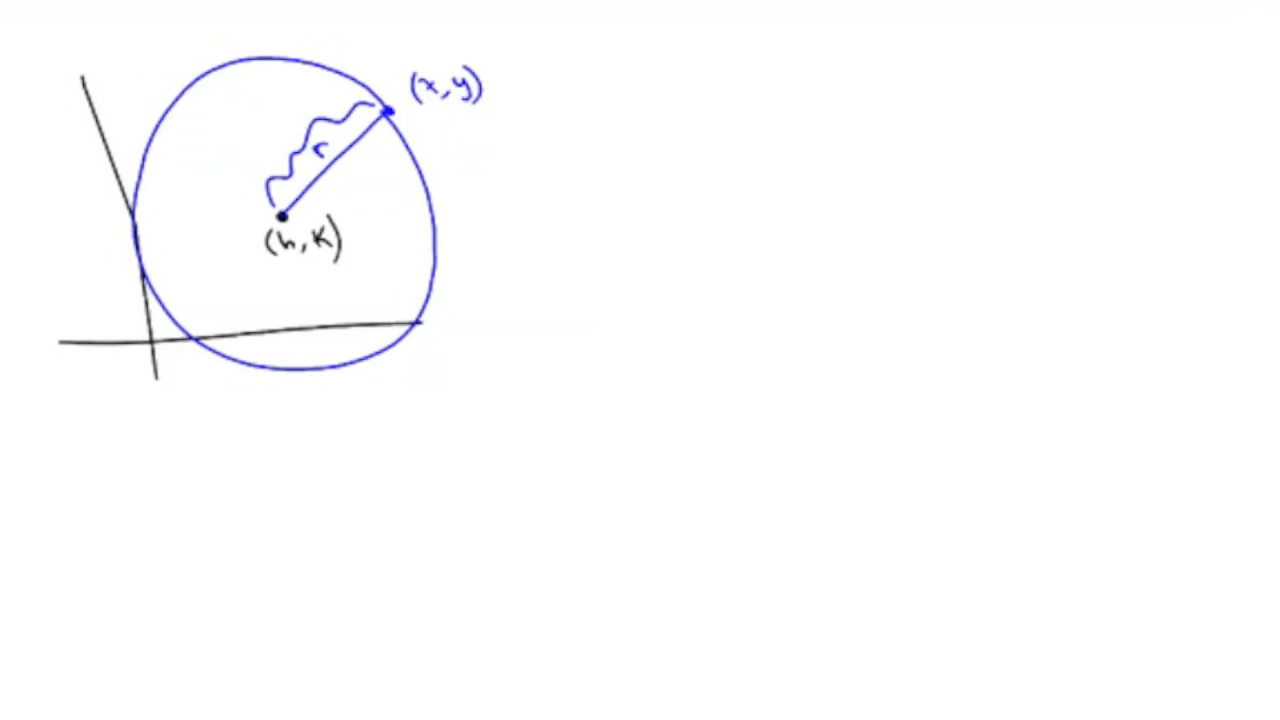 (x, y)
r
(h, k)